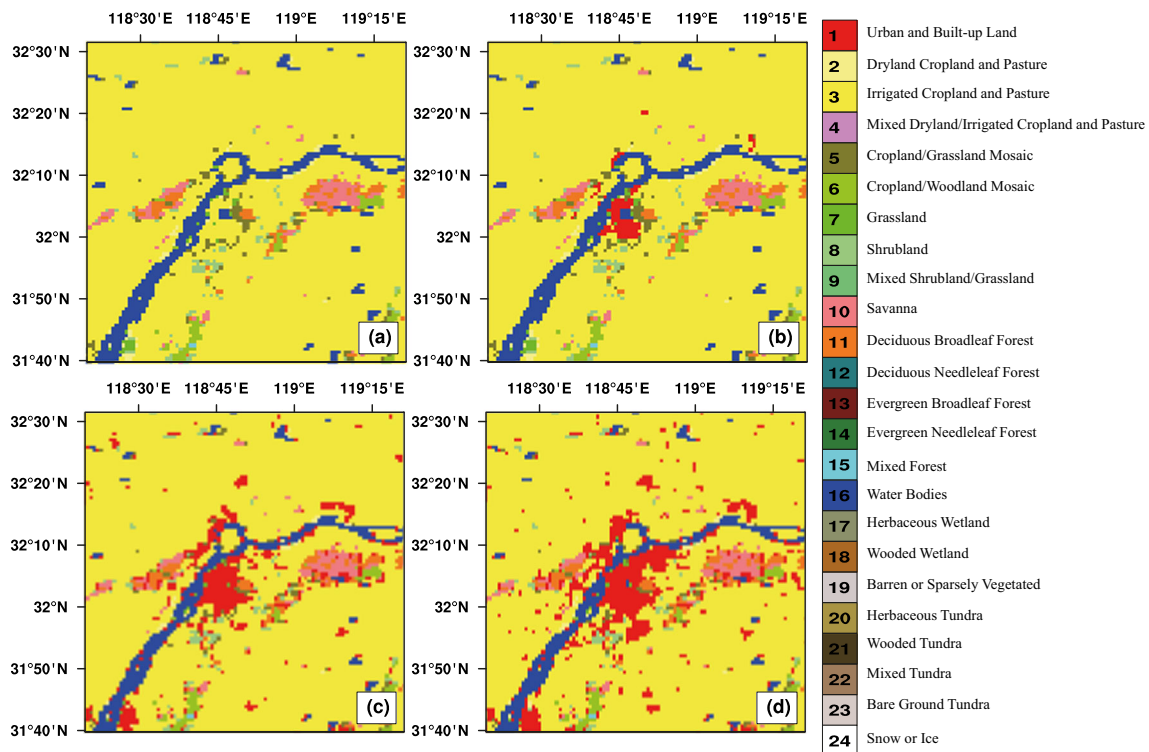 118°30'E 118°45'E 119°E 119°15'E
118°30'E 118°45'E 119°E 119°15'E
32°30'N
32°20'N
32°10'N
32°N
31°50'N
31°40'N
(a)
32°30'N
32°20'N
32°10'N
32°N
31°50'N
31°40'N
(b)
118°30'E 118°45'E 119°E 119°15'E
118°30'E 118°45'E 119°E 119°15'E
32°30'N
32°20'N
32°10'N
32°N
31°50'N
31°40'N
(c)
32°30'N
32°20'N
32°10'N
32°N
31°50'N
31°40'N
(d)
1 Urban and Built-up Land
2 Dryland Cropland and Pasture
3 Irrigated Cropland and Pasture
4 Mixed Dryland/Irrigated Cropland and Pasture
5 Cropland/Grassland Mosaic
6 Cropland/Woodland Mosaic
7 Grassland
8 Shrubland
9 Mixed Shrubland/Grassland
10 Savanna
11 Deciduous Broadleaf Forest
12 Deciduous Needleleaf Forest
13 Evergreen Broadleaf Forest
14 Evergreen Needleleaf Forest
15 Mixed Forest
16 Water Bodies
17 Herbaceous Wetland
18 Wooded Wetland
19 Barren or Sparsely Vegetated
20 Herbaceous Tundra
21 Wooded Tundra
22 Mixed Tundra
23 Bare Ground Tundra
24 Snow or Ice